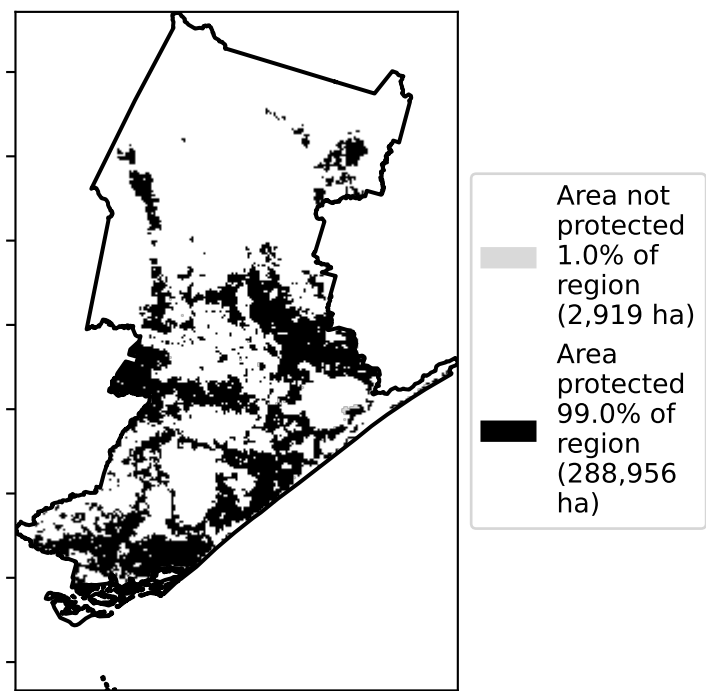 Area not
protected
1.0% of
region
(2,919 ha)
Area
protected
99.0% of
region
(288,956
ha)